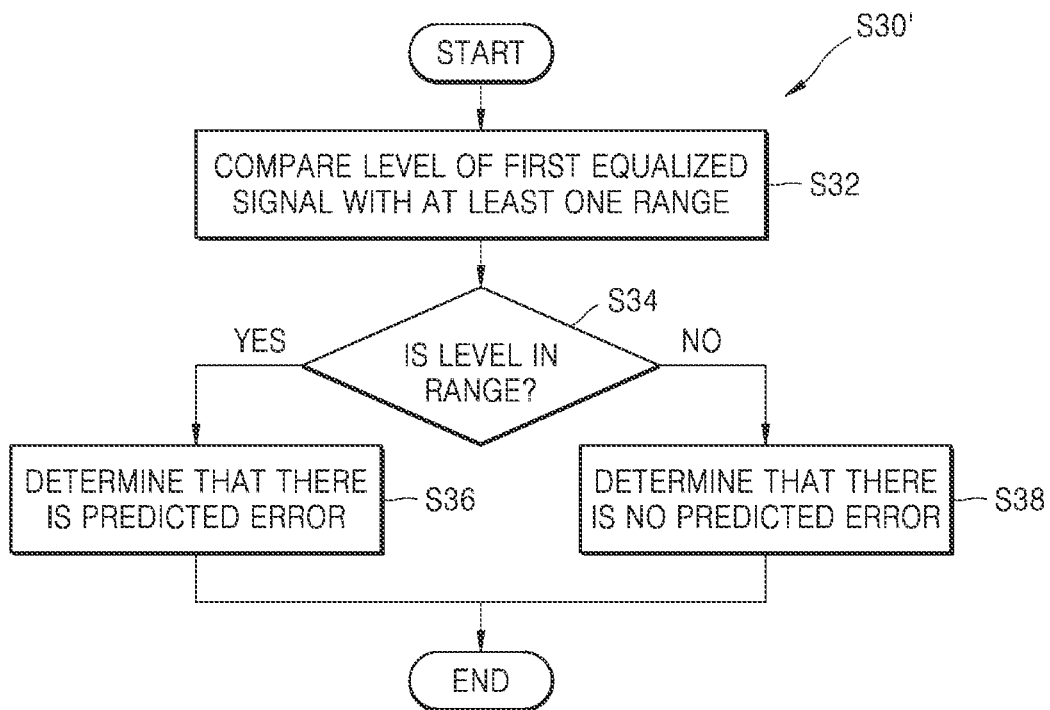 START
S30'
COMPARE LEVEL OF FIRST EQUALIZED
SIGNAL WITH AT LEAST ONE RANGE
S32
S34
YES
IS LEVEL IN
RANGE?
NO
DETERMINE THAT THERE
IS PREDICTED ERROR
S36
DETERMINE THAT THERE
IS NO PREDICTED ERROR
S38
END